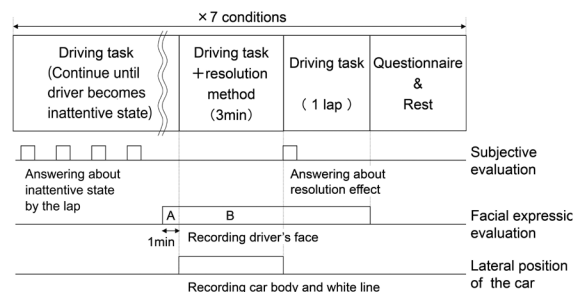 ×7 conditions
Driving task
(Continue until
driver becomes
inattentive state)
Driving task
+resolution
method
(3min)
Driving task
(1 lap)
Questionnaire
&
Rest
Answering about
inattentive state
by the lap
Answering about
resolution effect
Subjective
evaluation
A
B
1min
Recording driver's face
Facial expressic
evaluation
Recording car body and white line
Lateral position
of the car